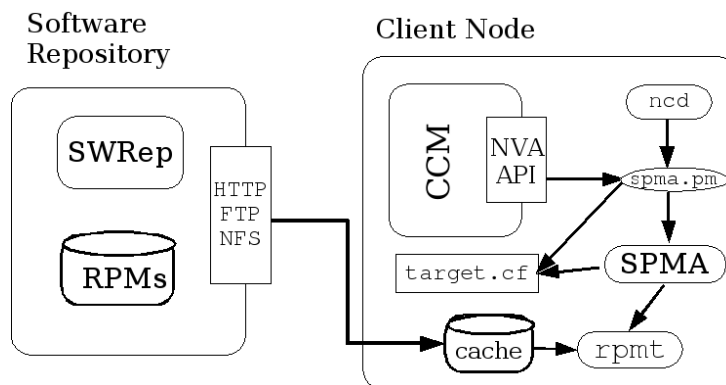 Software
Repository
SWRep
RPMs
HTTP
FTP
NFS
Client Node
CCM
NVA
API
ncd
spma.pm
target.cf
SPMA
cache
rpmt